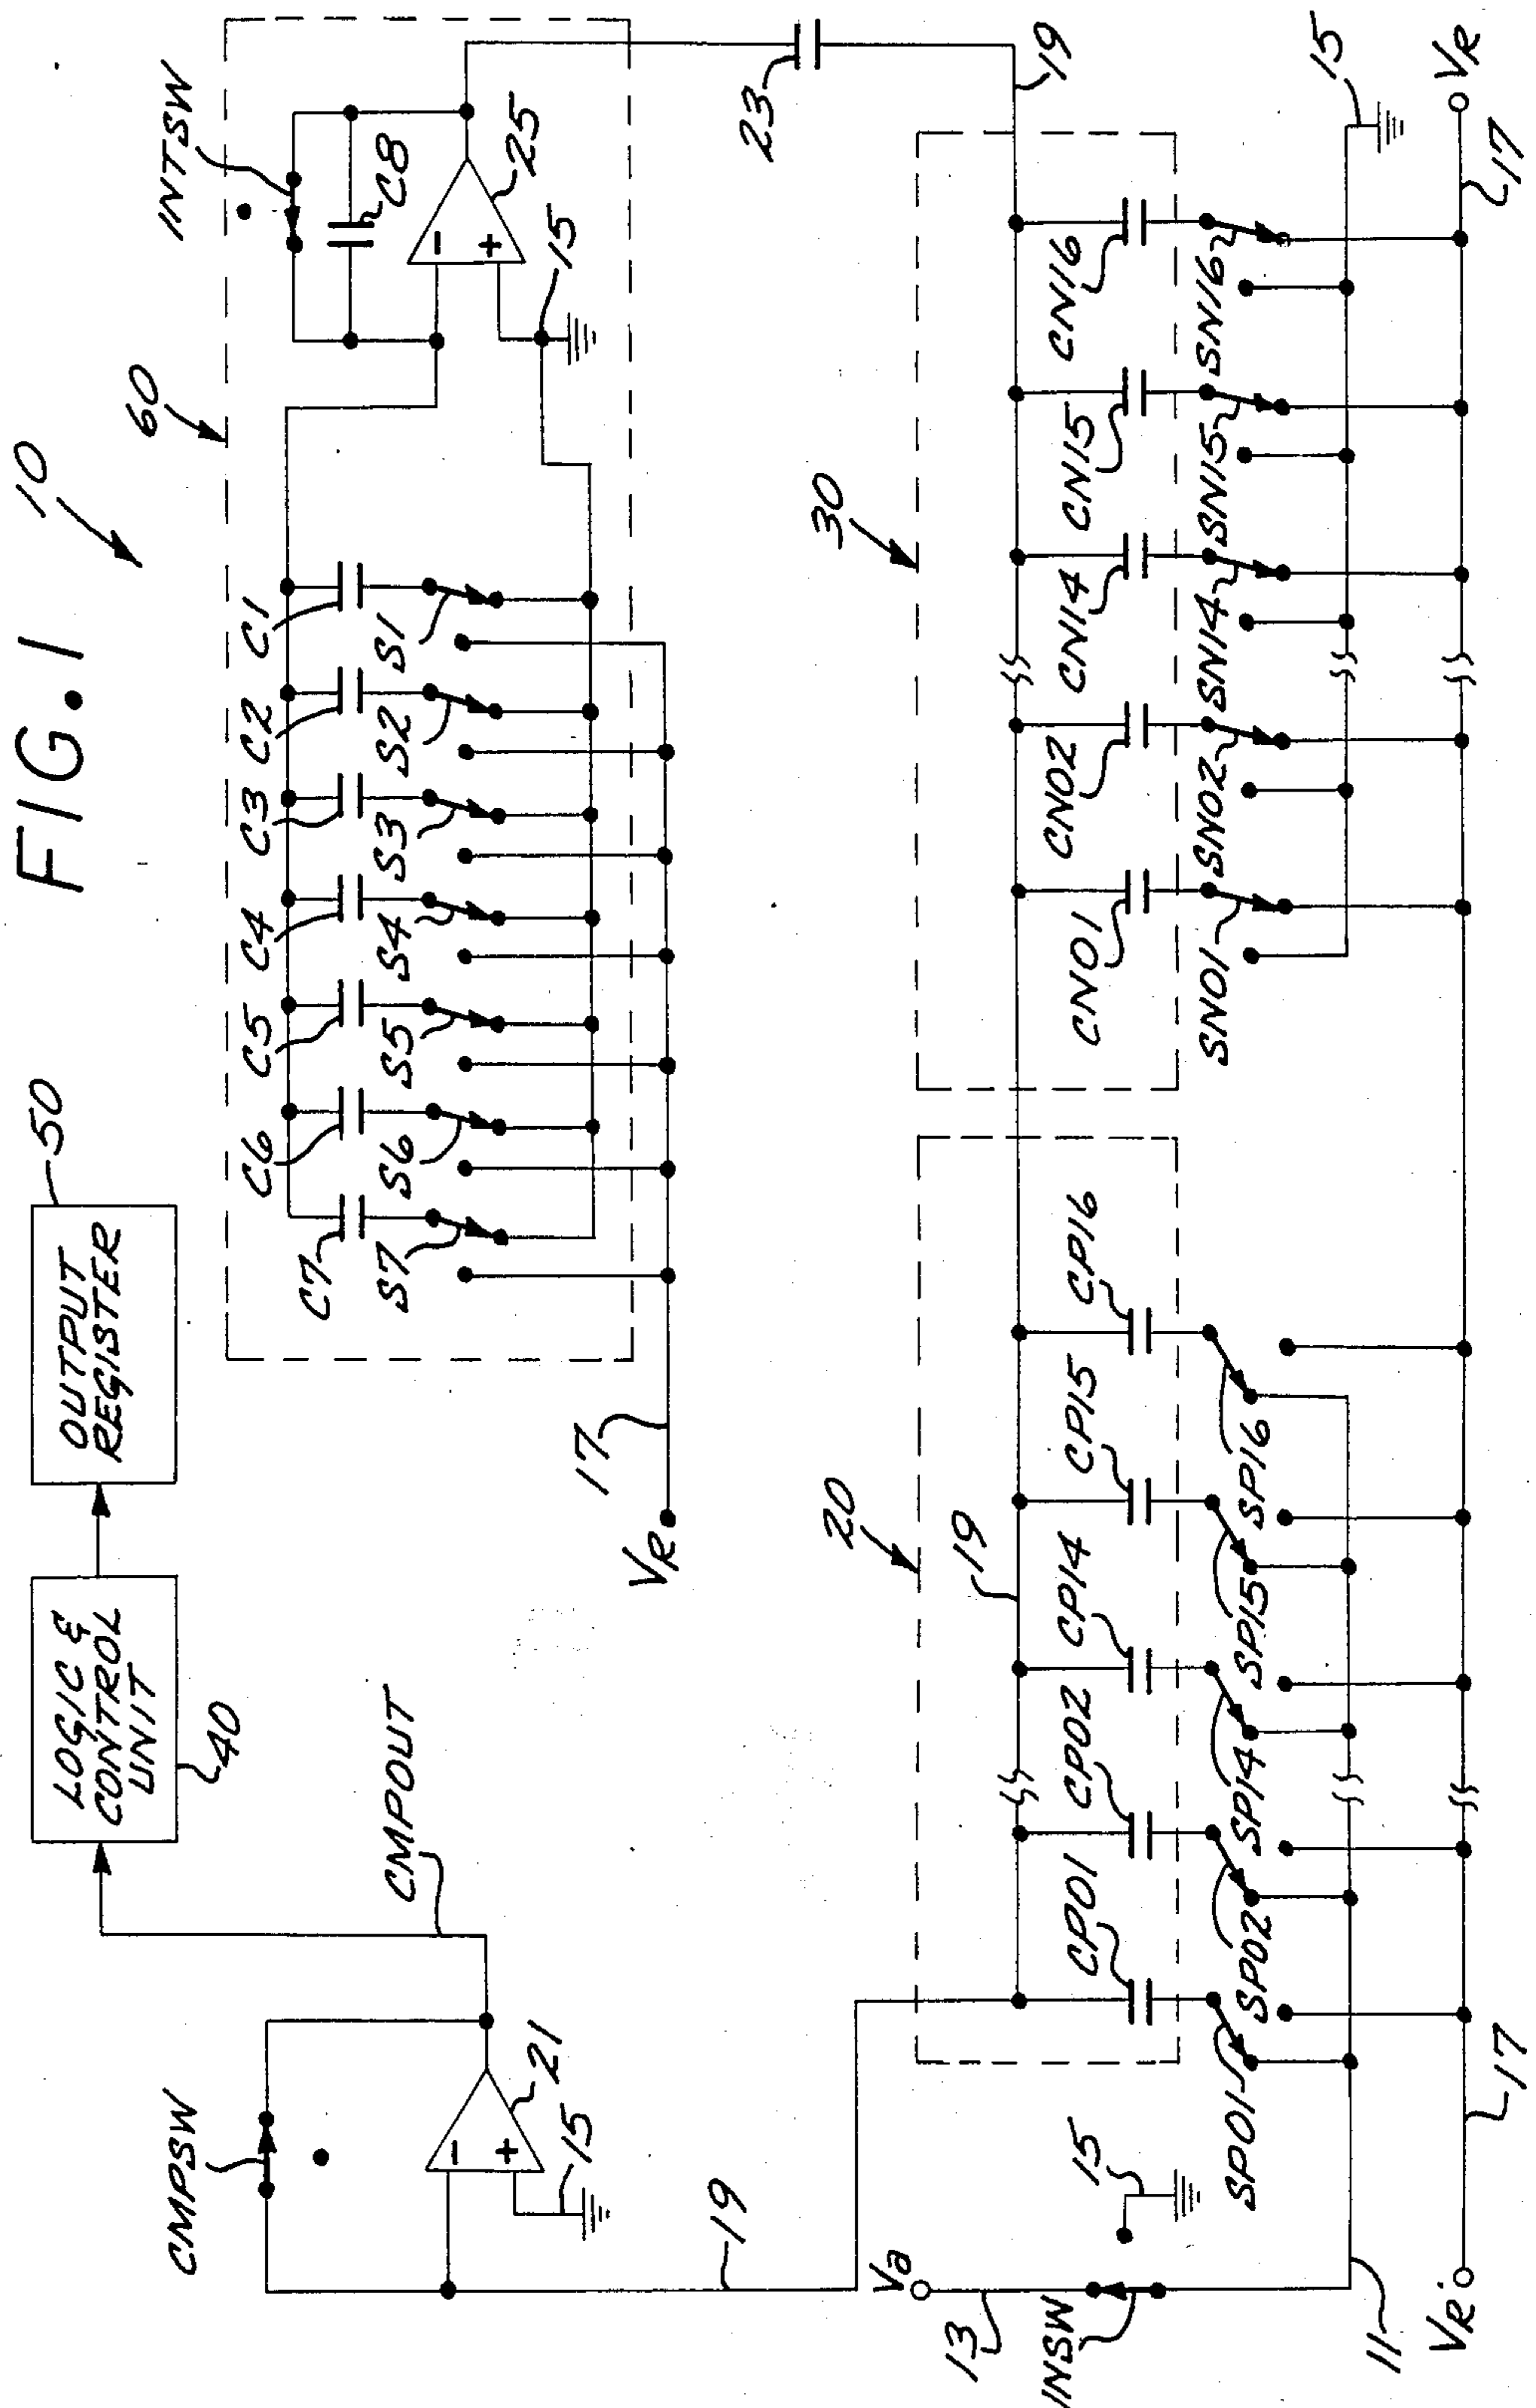 FIG. 1
10
LOGIC &
CONTROL
UNIT
40
OUTPUT
REGISTER
50
60
INTSW
C8
-
+
25
15
C7
C6
C5
C4
C3
C2
C1
S7
S6
S5
S4
S3
S2
S1
17
VR
CMPSW
CMPOUT
-
+
21
15
19
23
19
20
19
30
CP01
CP02
CP14
CP15
CP16
CN01
CN02
CN14
CN15
CN16
SP01
SP02
SP14
SP15
SP16
SN01
SN02
SN14
SN15
SN16
Va
13
INSW
15
11
15
VR
17
17
VR